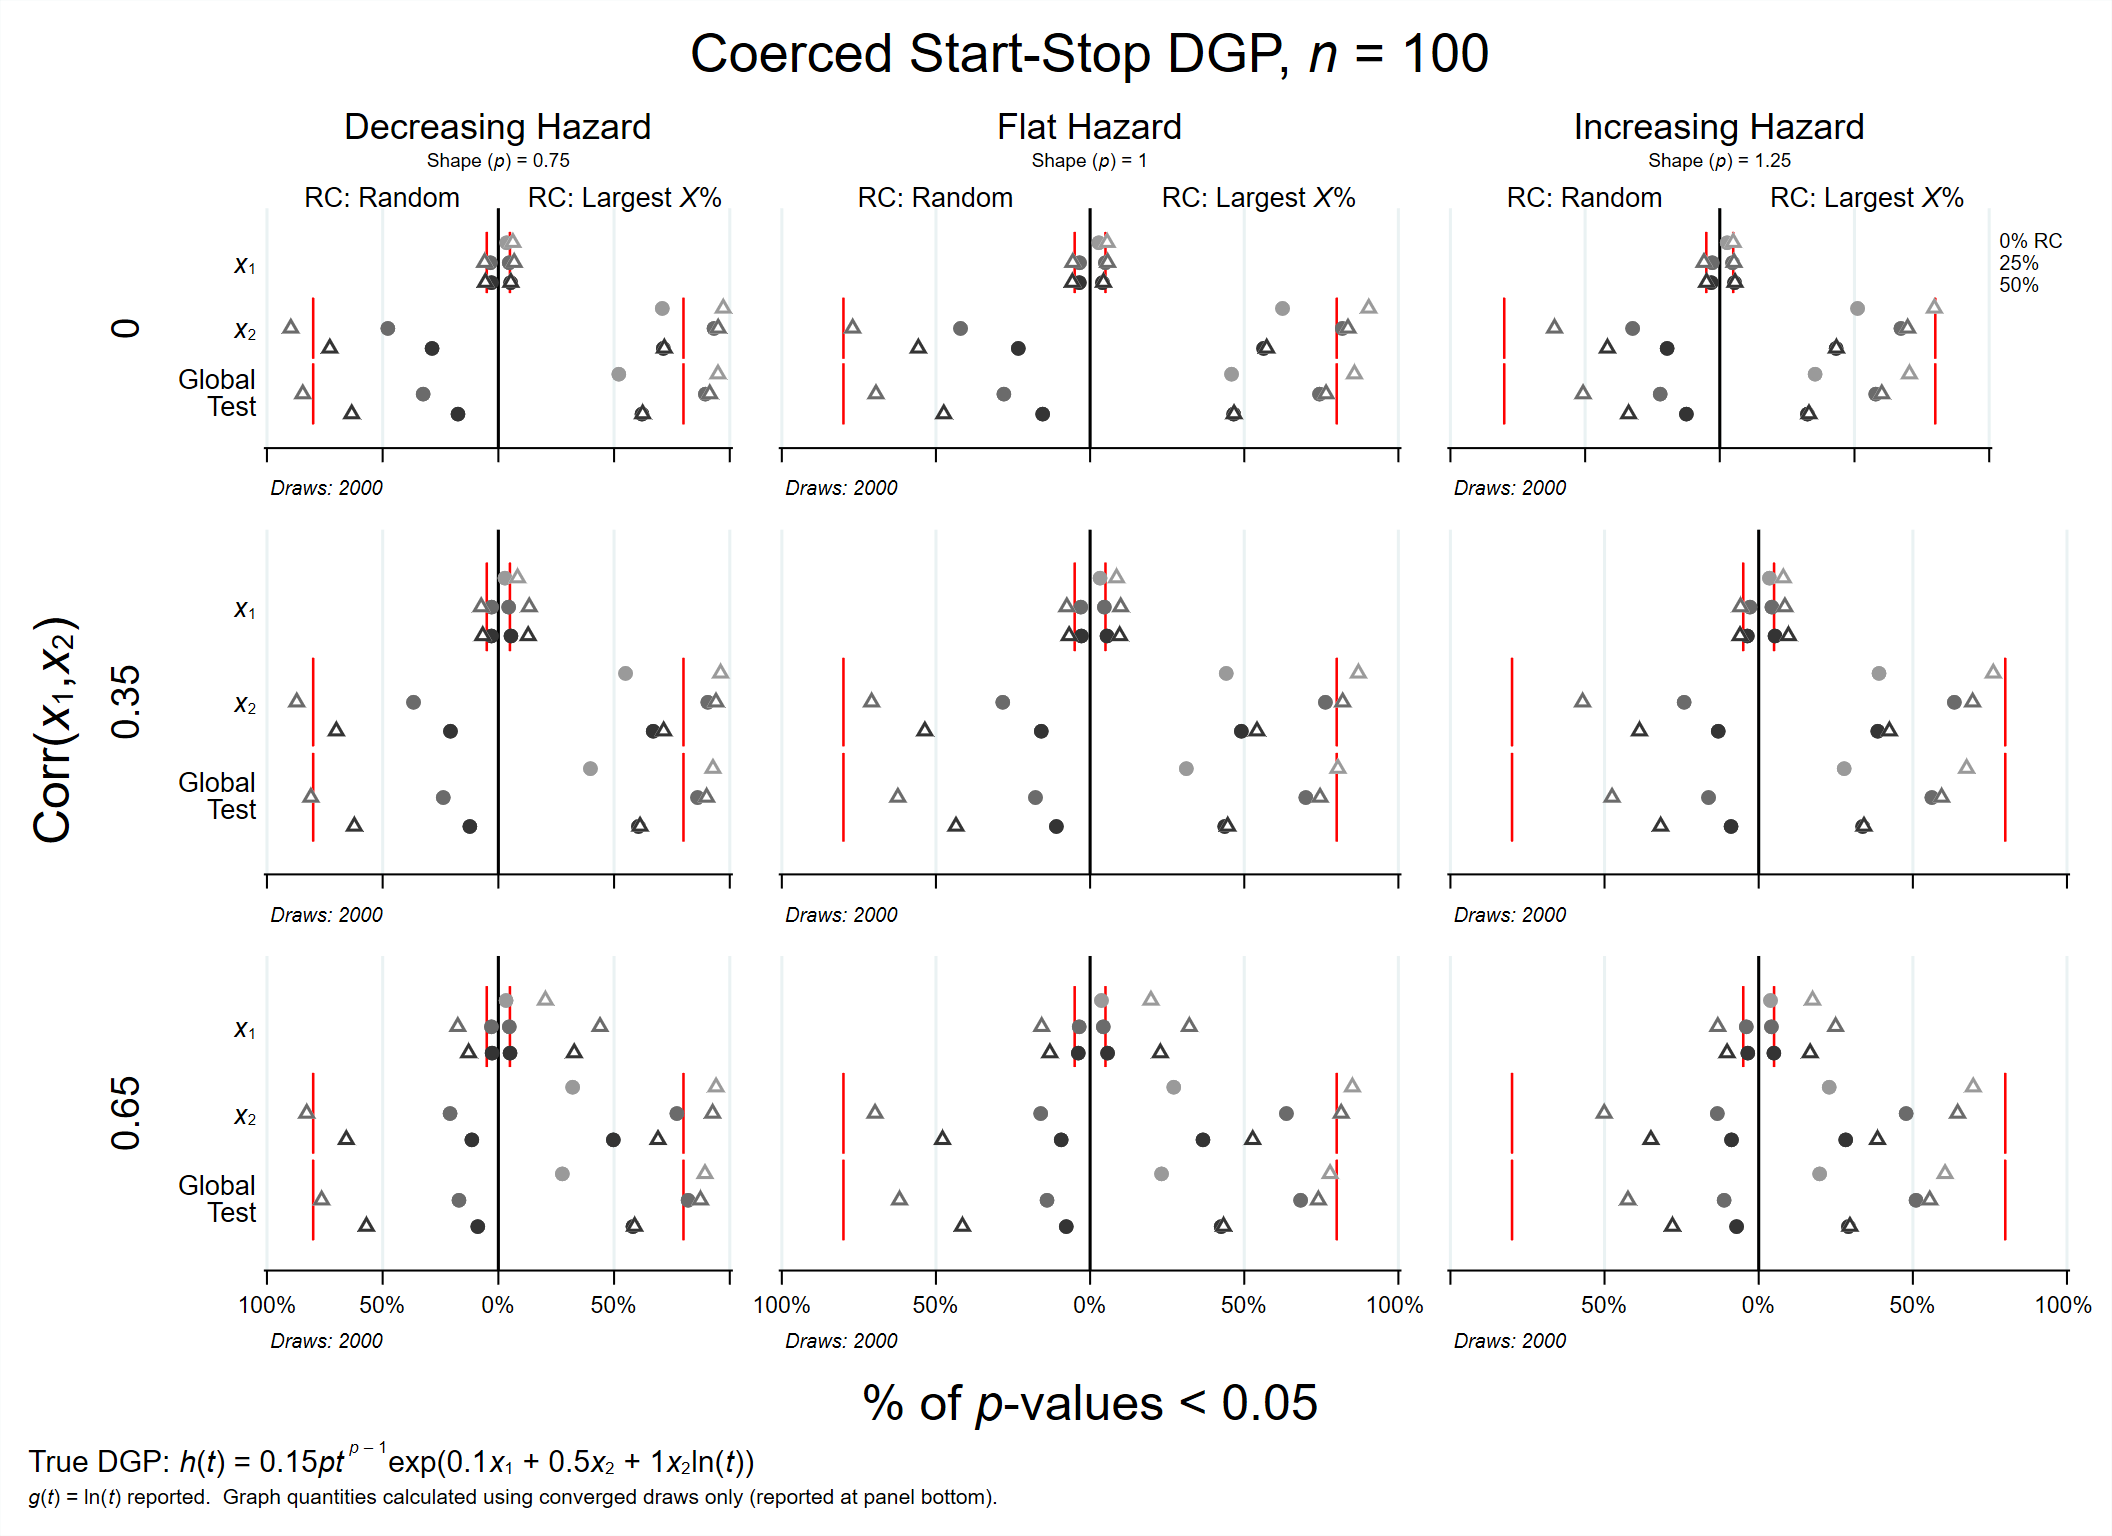 Coerced Start-Stop DGP, n = 100
Decreasing Hazard
Flat Hazard
Increasing Hazard
Shape (p) = 0.75
Shape (p) = 1
Shape (p) = 1.25
RC: Random
RC: Largest X%
RC: Random
RC: Largest X%
RC: Random
RC: Largest X%
0% RC
25%
50%
Corr(x₁,x₂)
0
x₁
x₂
Global
Test
Draws: 2000
Draws: 2000
Draws: 2000
0.35
x₁
x₂
Global
Test
Draws: 2000
Draws: 2000
Draws: 2000
0.65
x₁
x₂
Global
Test
100% 50% 0% 50%
100% 50% 0% 50% 100%
50% 0% 50% 100%
Draws: 2000
Draws: 2000
Draws: 2000
% of p-values < 0.05
True DGP: h(t) = 0.15pt^(p − 1) exp(0.1x₁ + 0.5x₂ + 1x₂ln(t))
g(t) = ln(t) reported. Graph quantities calculated using converged draws only (reported at panel bottom).